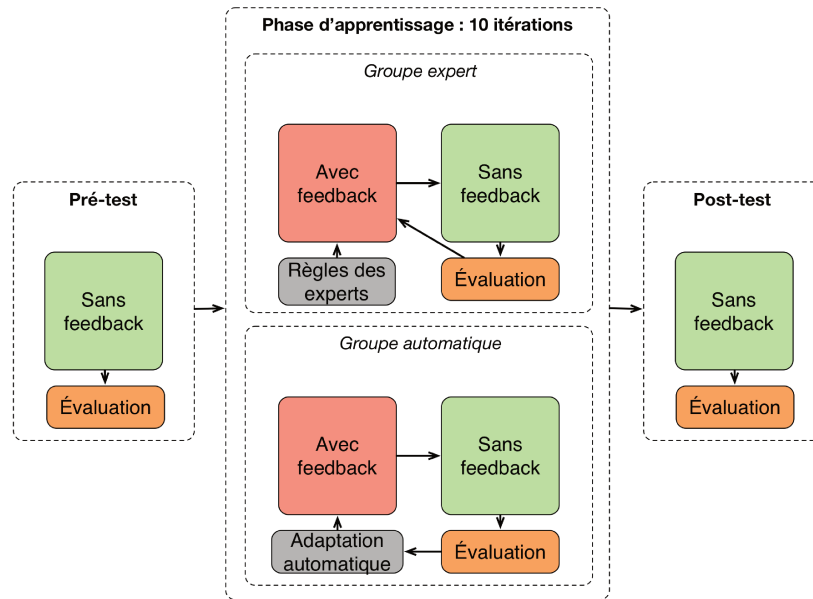 Phase d'apprentissage : 10 itérations
Groupe expert
Avec
feedback
Sans
feedback
Règles des
experts
Évaluation
Pré-test
Sans
feedback
Évaluation
Groupe automatique
Avec
feedback
Sans
feedback
Adaptation
automatique
Évaluation
Post-test
Sans
feedback
Évaluation